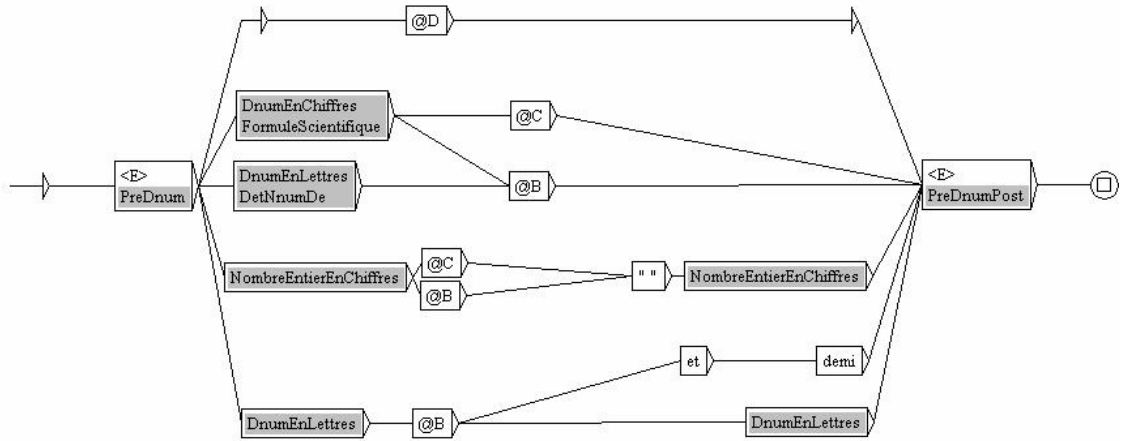 @D
DnumEnChiffres
FormuleScientifique
@C
<E>
PreDnum
DnumEnLettres
DetNnumDe
@B
<E>
PreDnumPost
NombreEntierEnChiffres
@C
@B
" "
NombreEntierEnChiffres
et
demi
DnumEnLettres
@B
DnumEnLettres